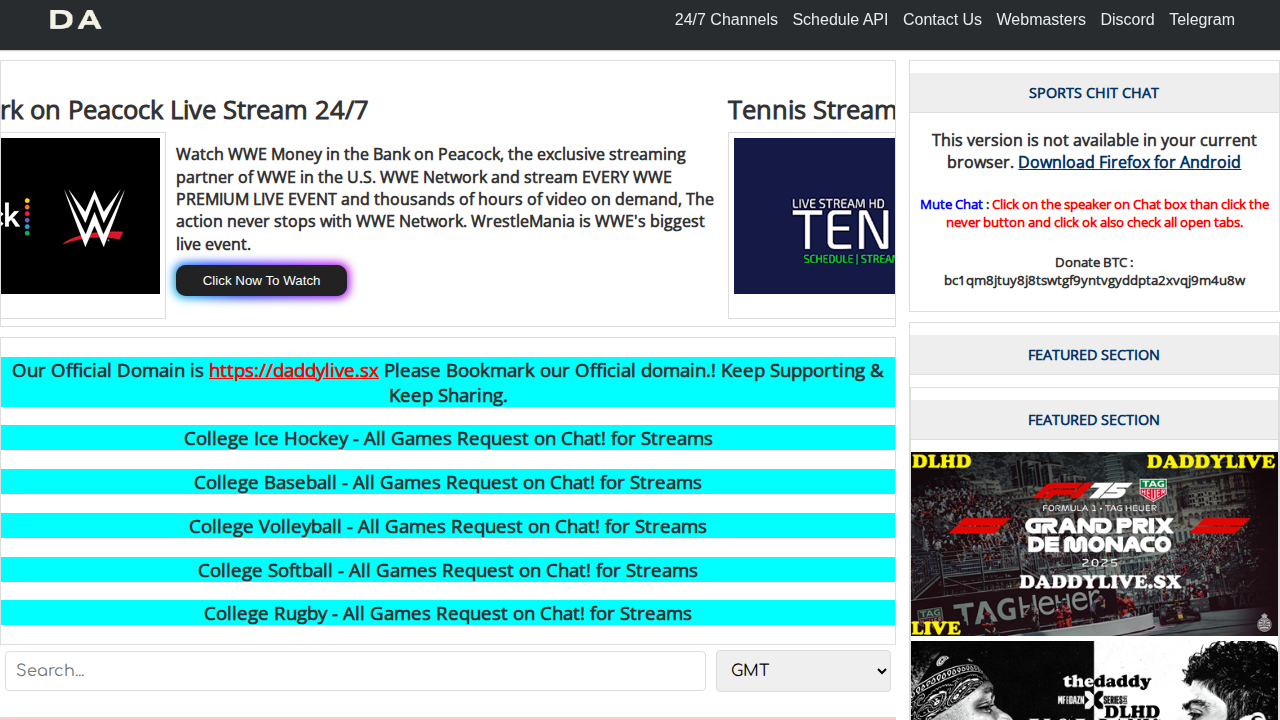 DA
24/7 Channels Schedule API Contact Us Webmasters Discord Telegram
rk on Peacock Live Stream 24/7
Watch WWE Money in the Bank on Peacock, the exclusive streaming
partner of WWE in the U.S. WWE Network and stream EVERY WWE
PREMIUM LIVE EVENT and thousands of hours of video on demand, The
action never stops with WWE Network. WrestleMania is WWE's biggest
live event.
Click Now To Watch
Tennis Stream
LIVE STREAM HD
TEN
SCHEDULE | STREAM
Our Official Domain is https://daddylive.sx Please Bookmark our Official domain.! Keep Supporting &
Keep Sharing.
College Ice Hockey - All Games Request on Chat! for Streams
College Baseball - All Games Request on Chat! for Streams
College Volleyball - All Games Request on Chat! for Streams
College Softball - All Games Request on Chat! for Streams
College Rugby - All Games Request on Chat! for Streams
Search...
GMT
SPORTS CHIT CHAT
This version is not available in your current
browser. Download Firefox for Android
Mute Chat : Click on the speaker on Chat box than click the
never button and click ok also check all open tabs.
Donate BTC :
bc1qm8jtuy8j8tswtgf9yntvgyddpta2xvqj9m4u8w
FEATURED SECTION
FEATURED SECTION
DLHD DADDYLIVE
F1 75 TAG HEUER
FORMULA 1 • TAG HEUER
GRAND PRIX
DE MONACO
2025
DADDYLIVE.SX
TAGHeuer
LIVE
thedaddy
DLHD